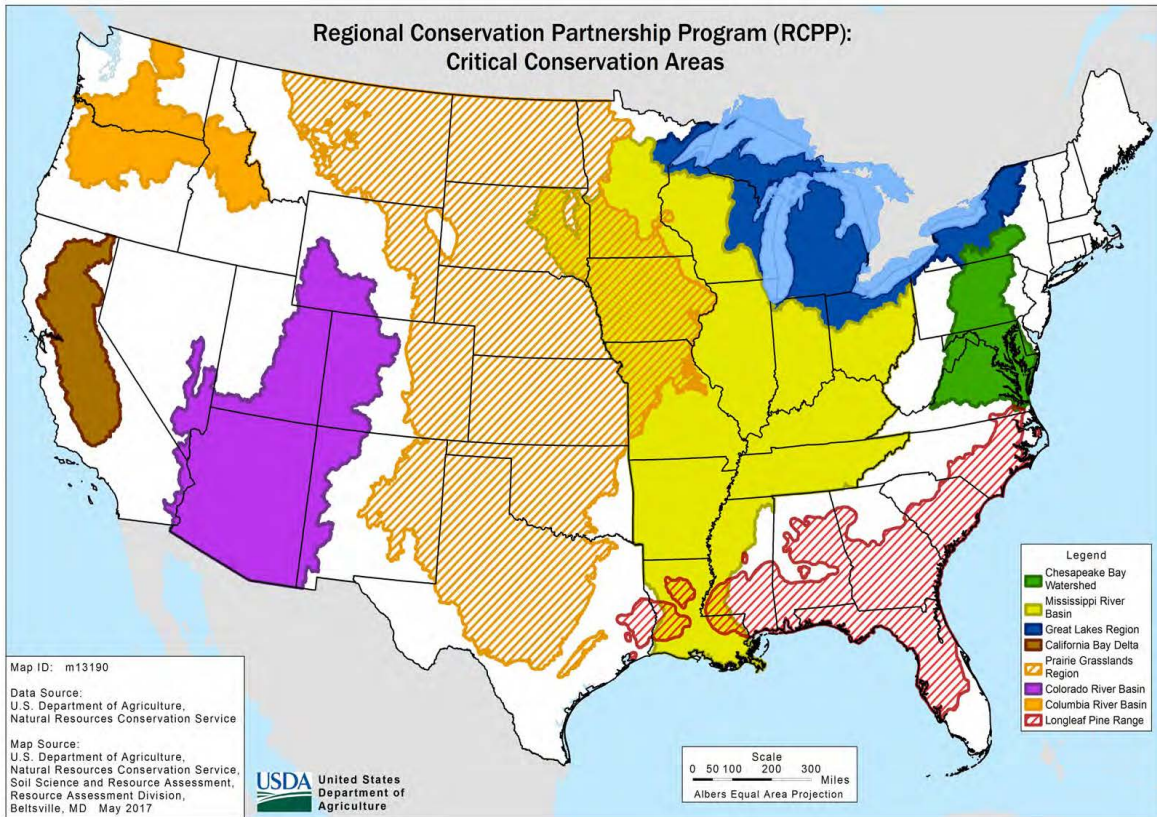 Regional Conservation Partnership Program (RCPP):
Critical Conservation Areas
Legend
Chesapeake Bay
Watershed
Mississippi River
Basin
Great Lakes Region
California Bay Delta
Prairie Grasslands
Region
Colorado River Basin
Columbia River Basin
Longleaf Pine Range
Map ID: m13190
Data Source:
U.S. Department of Agriculture,
Natural Resources Conservation Service
Map Source:
U.S. Department of Agriculture,
Natural Resources Conservation Service,
Soil Science and Resource Assessment,
Resource Assessment Division,
Beltsville, MD May 2017
USDA
United States
Department of
Agriculture
Scale
0 50 100 200 300
Miles
Albers Equal Area Projection